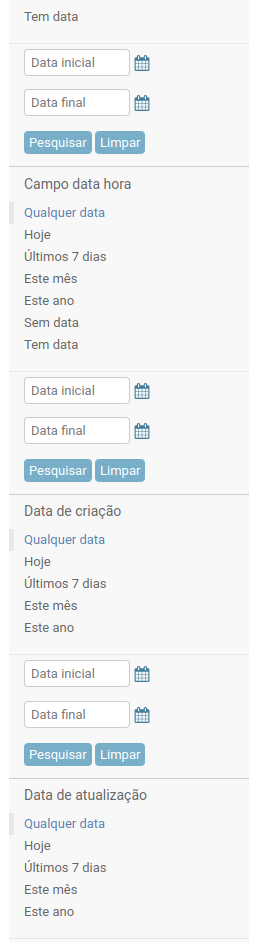 Tem data
Data inicial
Data final
Pesquisar Limpar
Campo data hora
Qualquer data
Hoje
Últimos 7 dias
Este mês
Este ano
Sem data
Tem data
Data inicial
Data final
Pesquisar Limpar
Data de criação
Qualquer data
Hoje
Últimos 7 dias
Este mês
Este ano
Data inicial
Data final
Pesquisar Limpar
Data de atualização
Qualquer data
Hoje
Últimos 7 dias
Este mês
Este ano